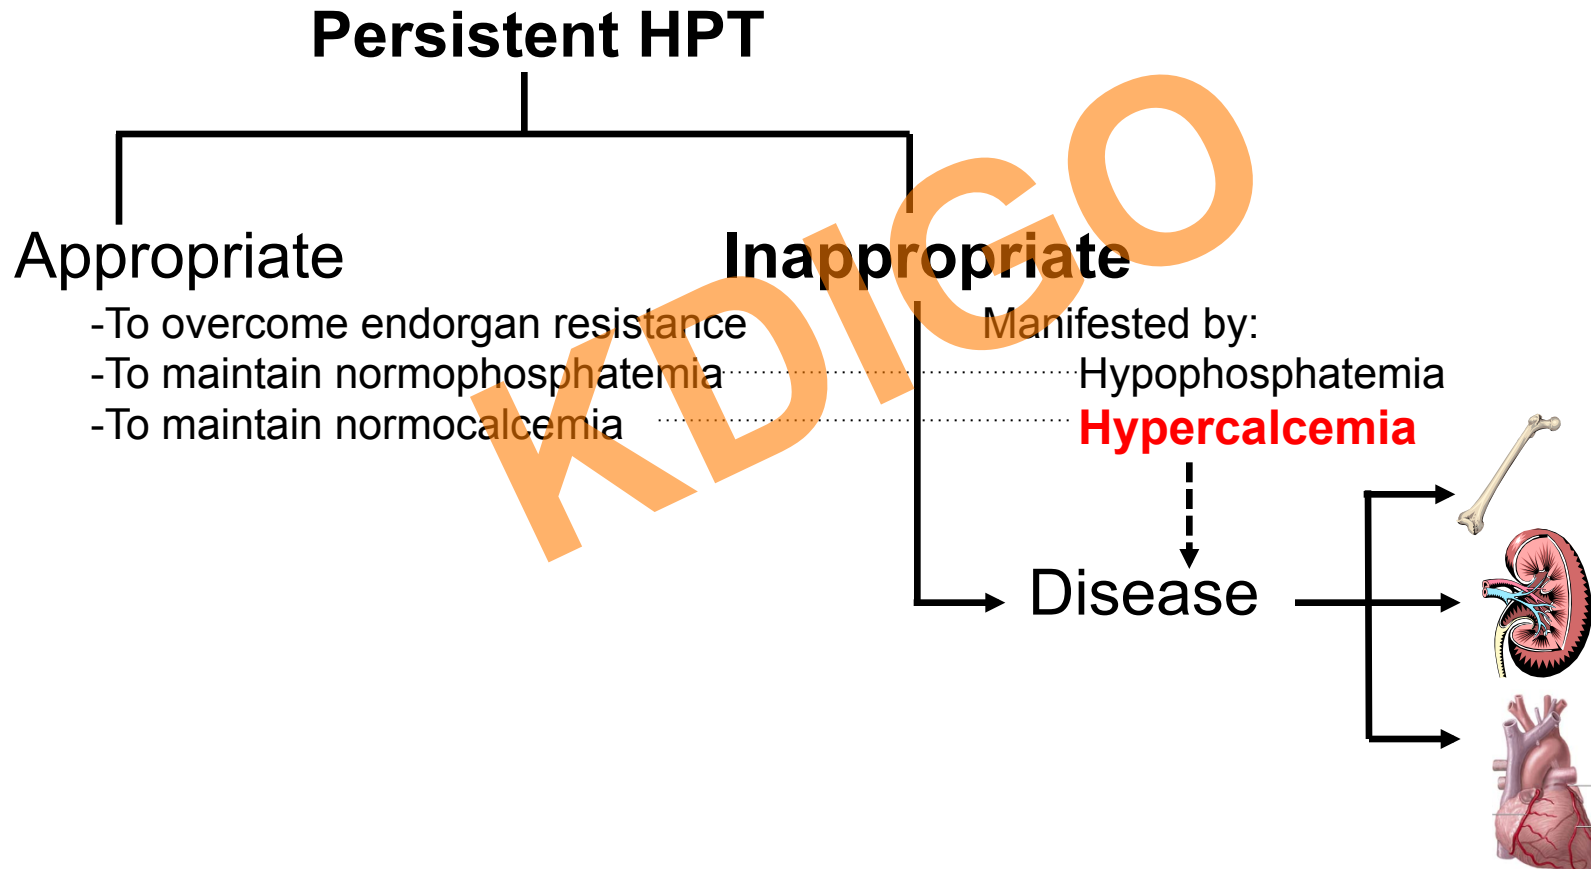 Persistent HPT
Appropriate
-To overcome endorgan resistance
-To maintain normophosphatemia
-To maintain normocalcemia
Inappropriate
Manifested by:
Hypophosphatemia
Hypercalcemia
Disease
KDIGO